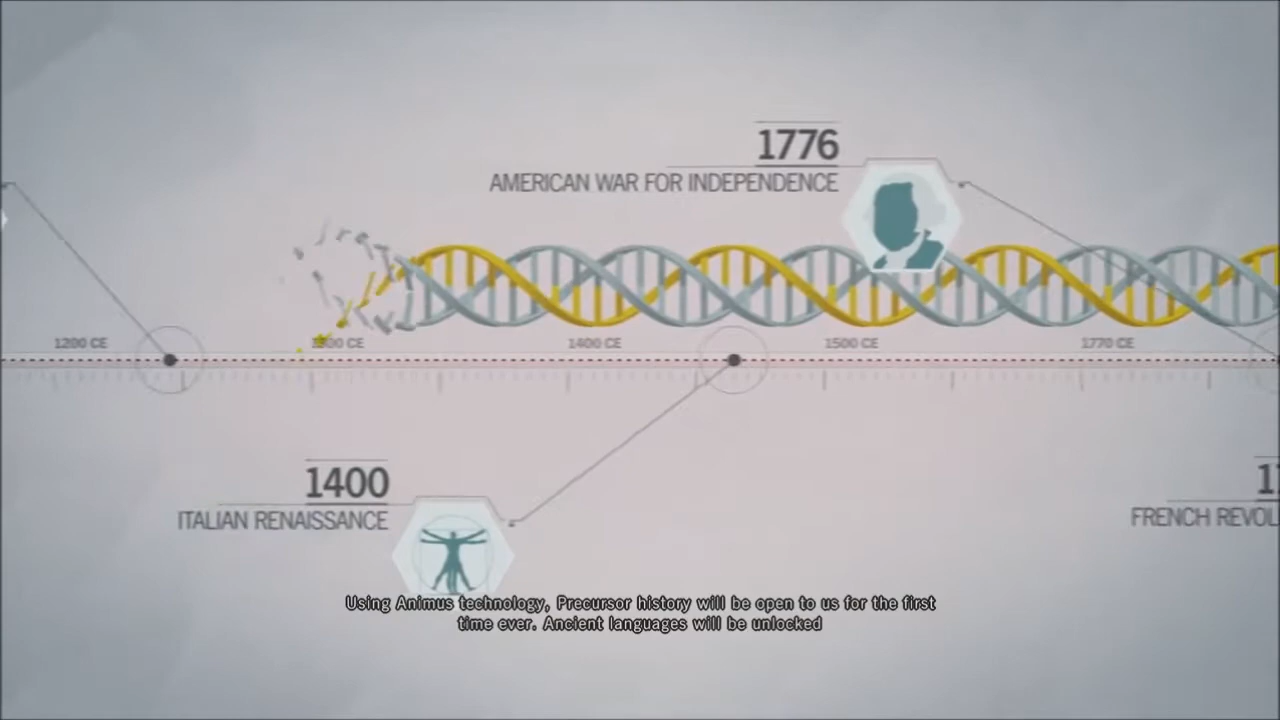 1776
AMERICAN WAR FOR INDEPENDENCE
1200 CE
1400 CE
1500 CE
1770 CE
1400
ITALIAN RENAISSANCE
FRENCH REVOL
Using Animus technology, Precursor history will be open to us for the first
time ever. Ancient languages will be unlocked